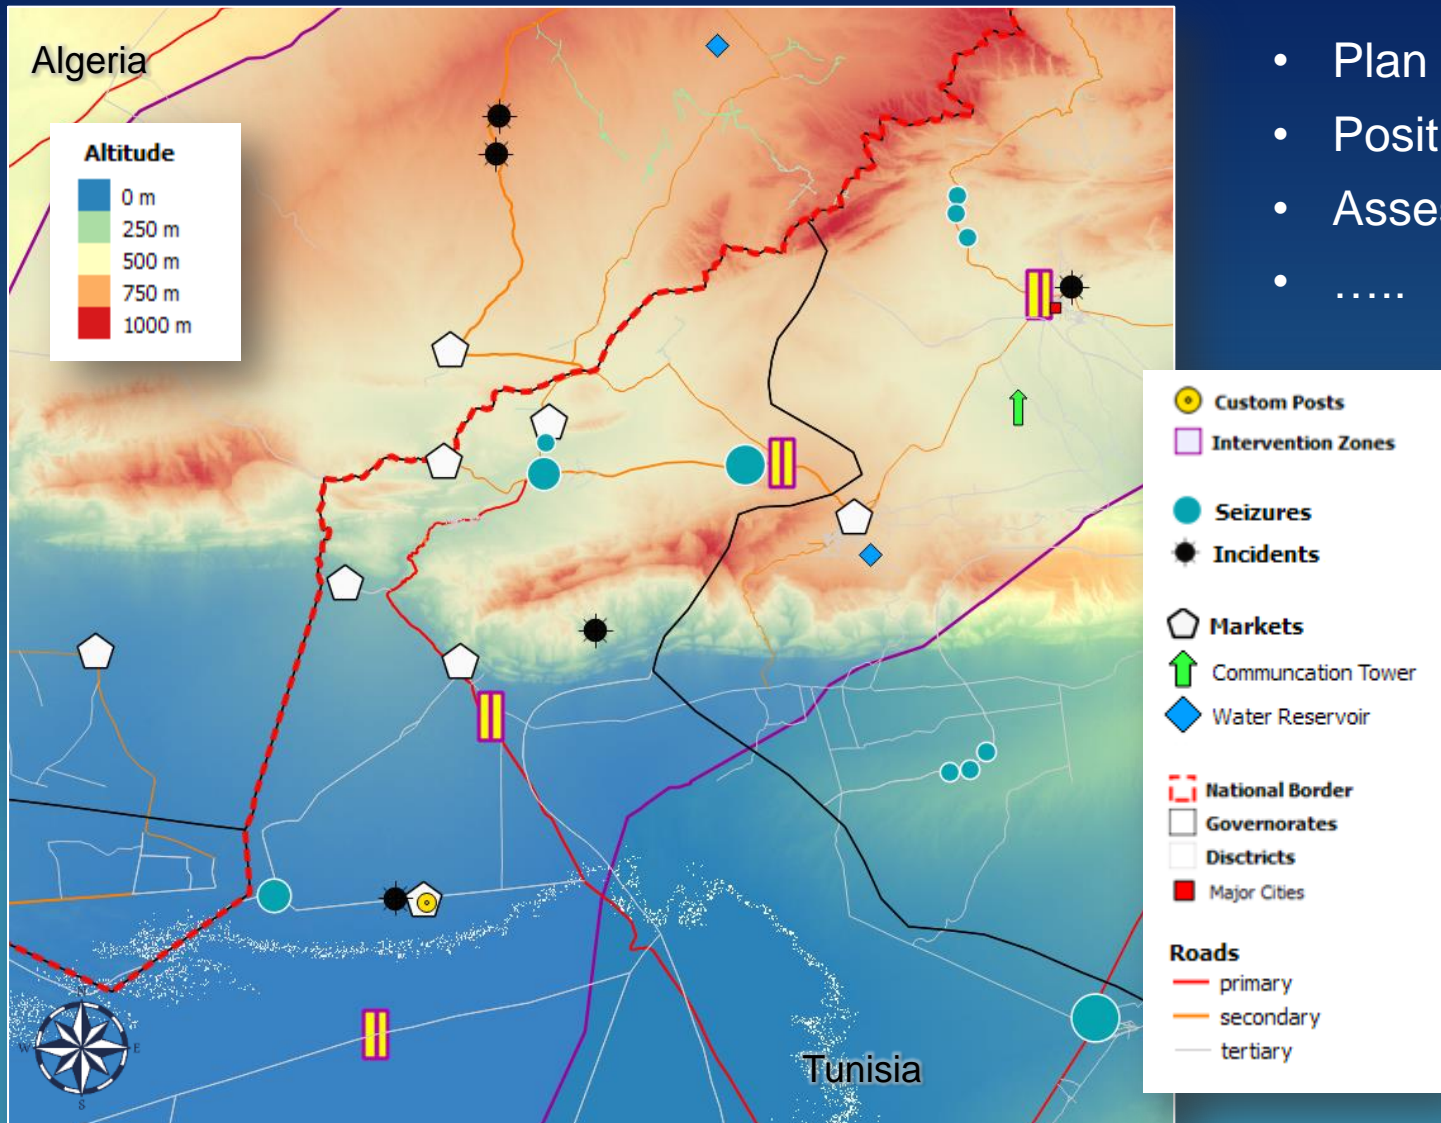 Algeria
Altitude
0 m
250 m
500 m
750 m
1000 m
• Plan
• Posit
• Asses
• .....
Custom Posts
Intervention Zones
Seizures
Incidents
Markets
Communcation Tower
Water Reservoir
National Border
Governorates
Disctricts
Major Cities
Roads
primary
secondary
tertiary
N
W E
S
Tunisia